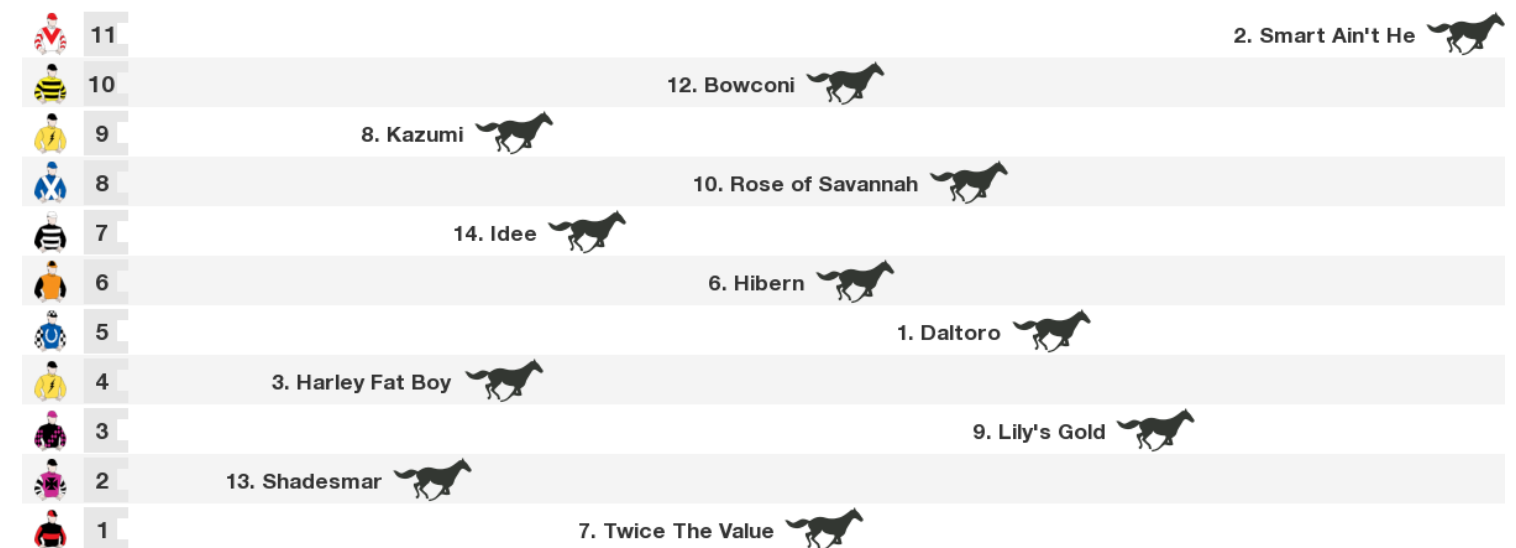 11 2. Smart Ain't He
10 12. Bowconi
9 8. Kazumi
8 10. Rose of Savannah
7 14. Idee
6 6. Hibern
5 1. Daltoro
4 3. Harley Fat Boy
3 9. Lily's Gold
2 13. Shadesmar
1 7. Twice The Value